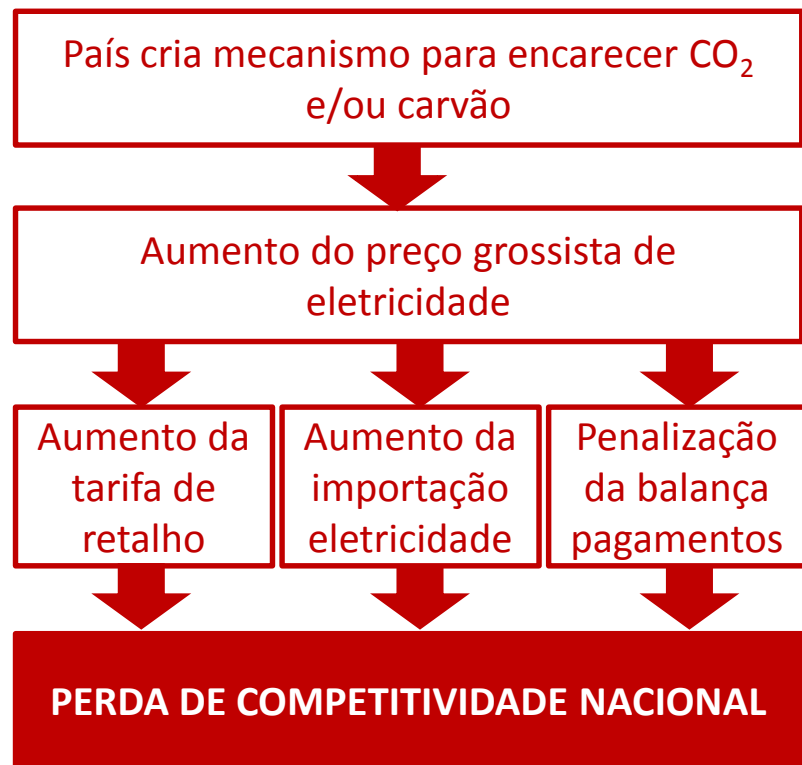 País cria mecanismo para encarecer CO₂
e/ou carvão
Aumento do preço grossista de
eletricidade
Aumento da
tarifa de
retalho
Aumento da
importação
eletricidade
Penalização
da balança
pagamentos
PERDA DE COMPETITIVIDADE NACIONAL